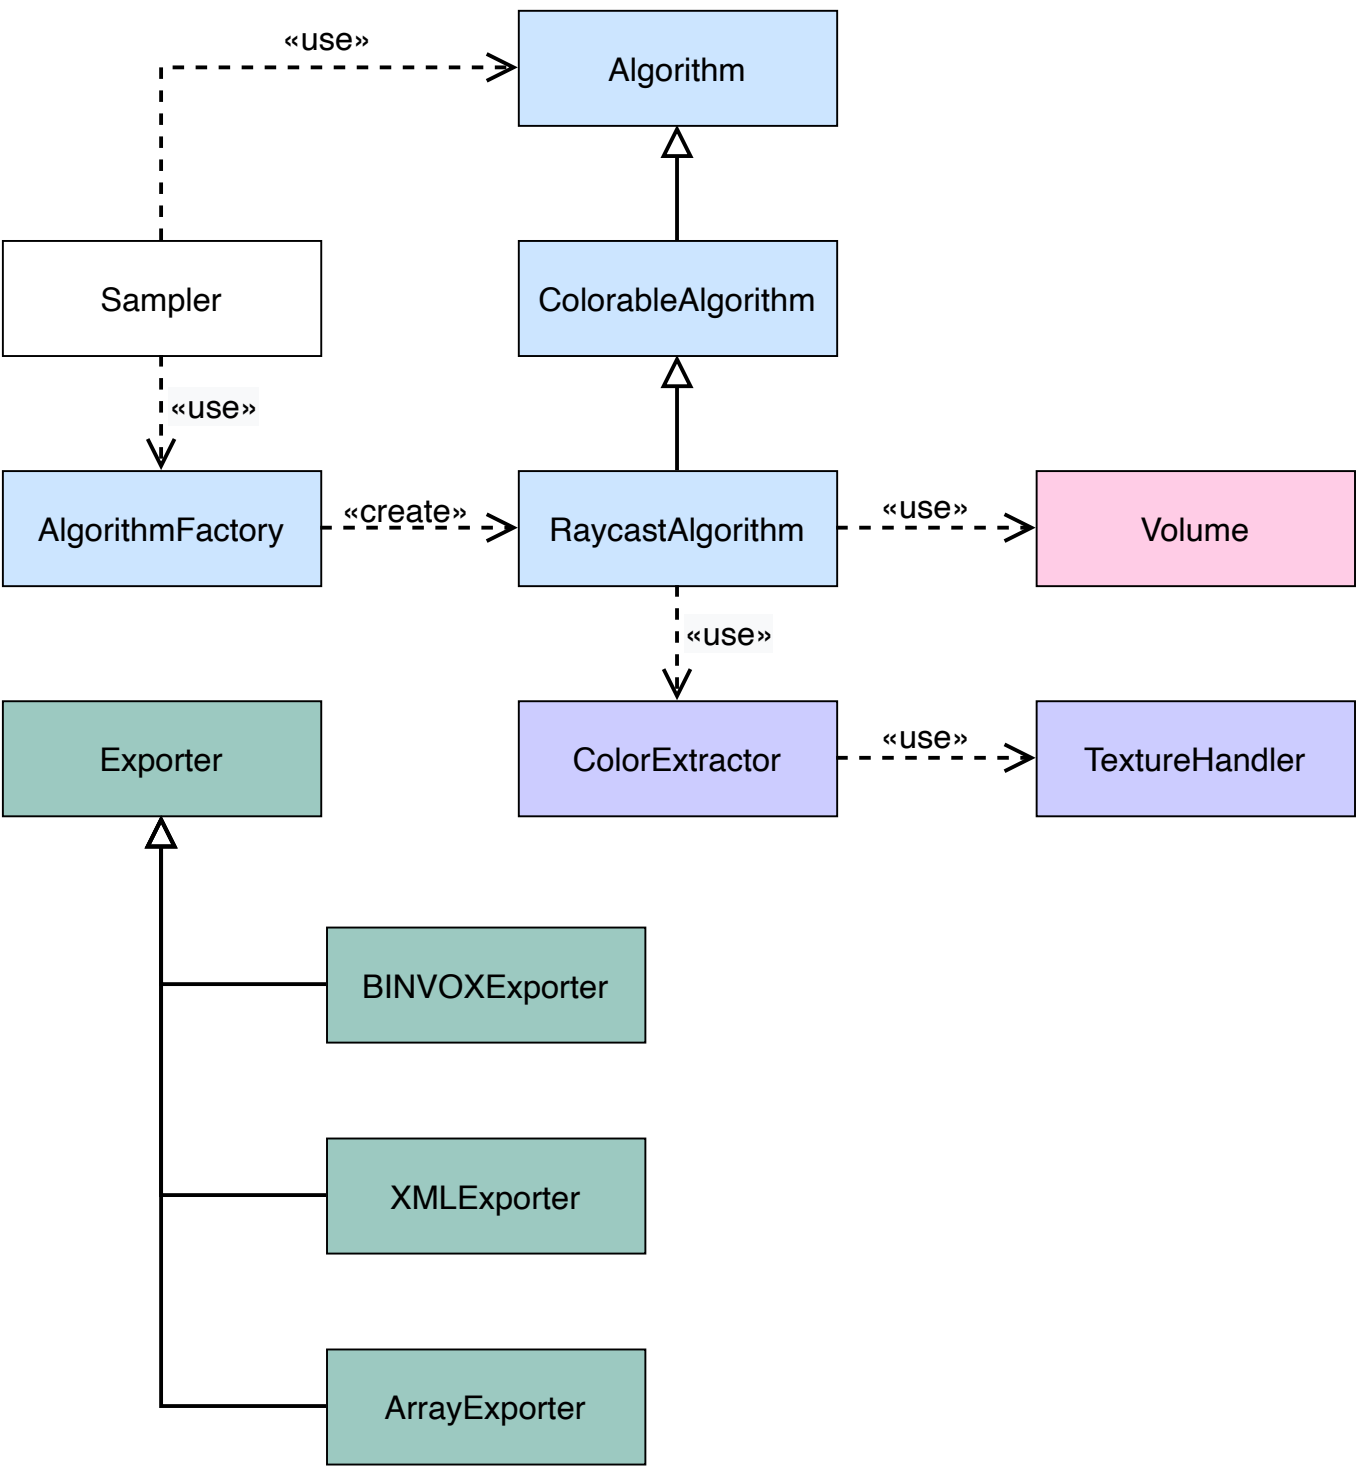 «use»
Algorithm
Sampler
ColorableAlgorithm
«use»
AlgorithmFactory
«create»
RaycastAlgorithm
«use»
Volume
«use»
Exporter
ColorExtractor
«use»
TextureHandler
BINVOXExporter
XMLExporter
ArrayExporter